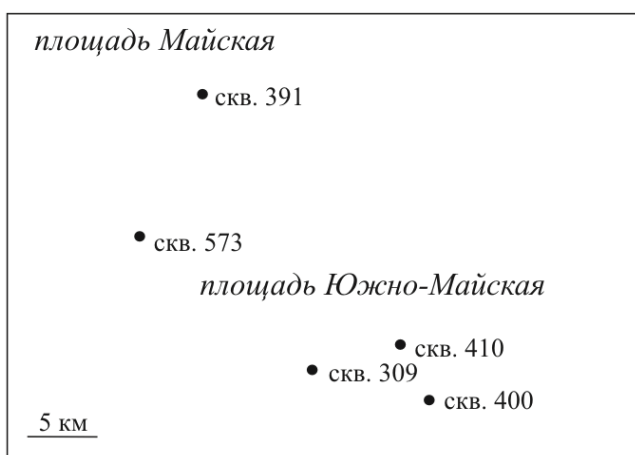 площадь Майская
скв. 391
скв. 573
площадь Южно-Майская
скв. 410
скв. 309
скв. 400
5 км